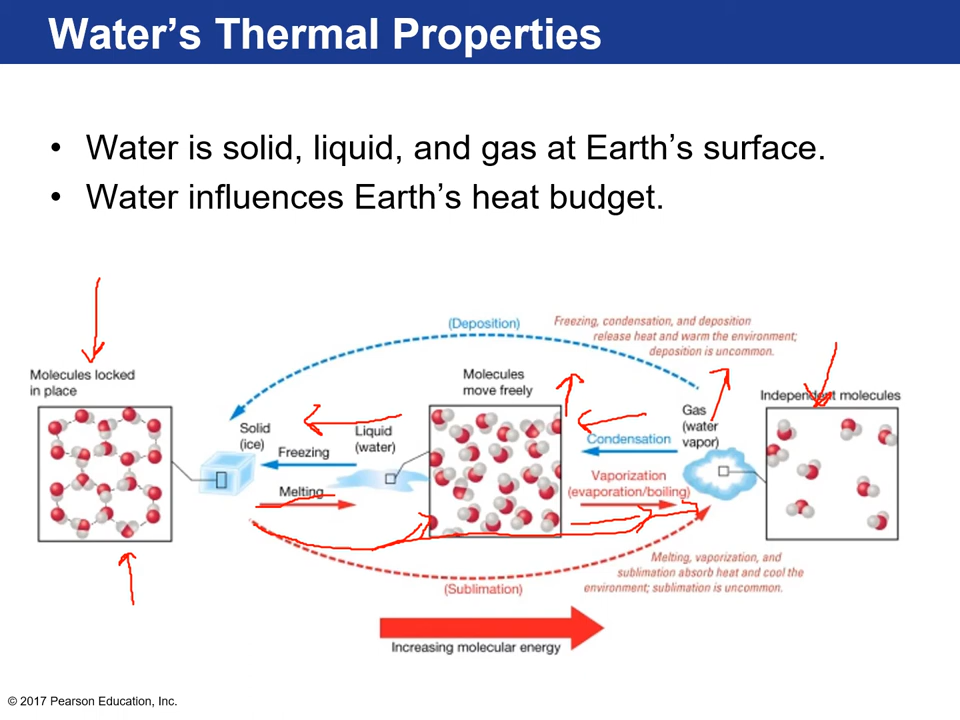 Water’s Thermal Properties
• Water is solid, liquid, and gas at Earth’s surface.
• Water influences Earth’s heat budget.
(Deposition)
Freezing, condensation, and deposition
release heat and warm the environment;
deposition is uncommon.
Molecules locked
in place
Molecules
move freely
Independent molecules
Solid
(ice)
Freezing
Melting
Liquid
(water)
Condensation
Vaporization
(evaporation/boiling)
Gas
(water
vapor)
(Sublimation)
Melting, vaporization, and
sublimation absorb heat and cool the
environment; sublimation is uncommon.
Increasing molecular energy
© 2017 Pearson Education, Inc.